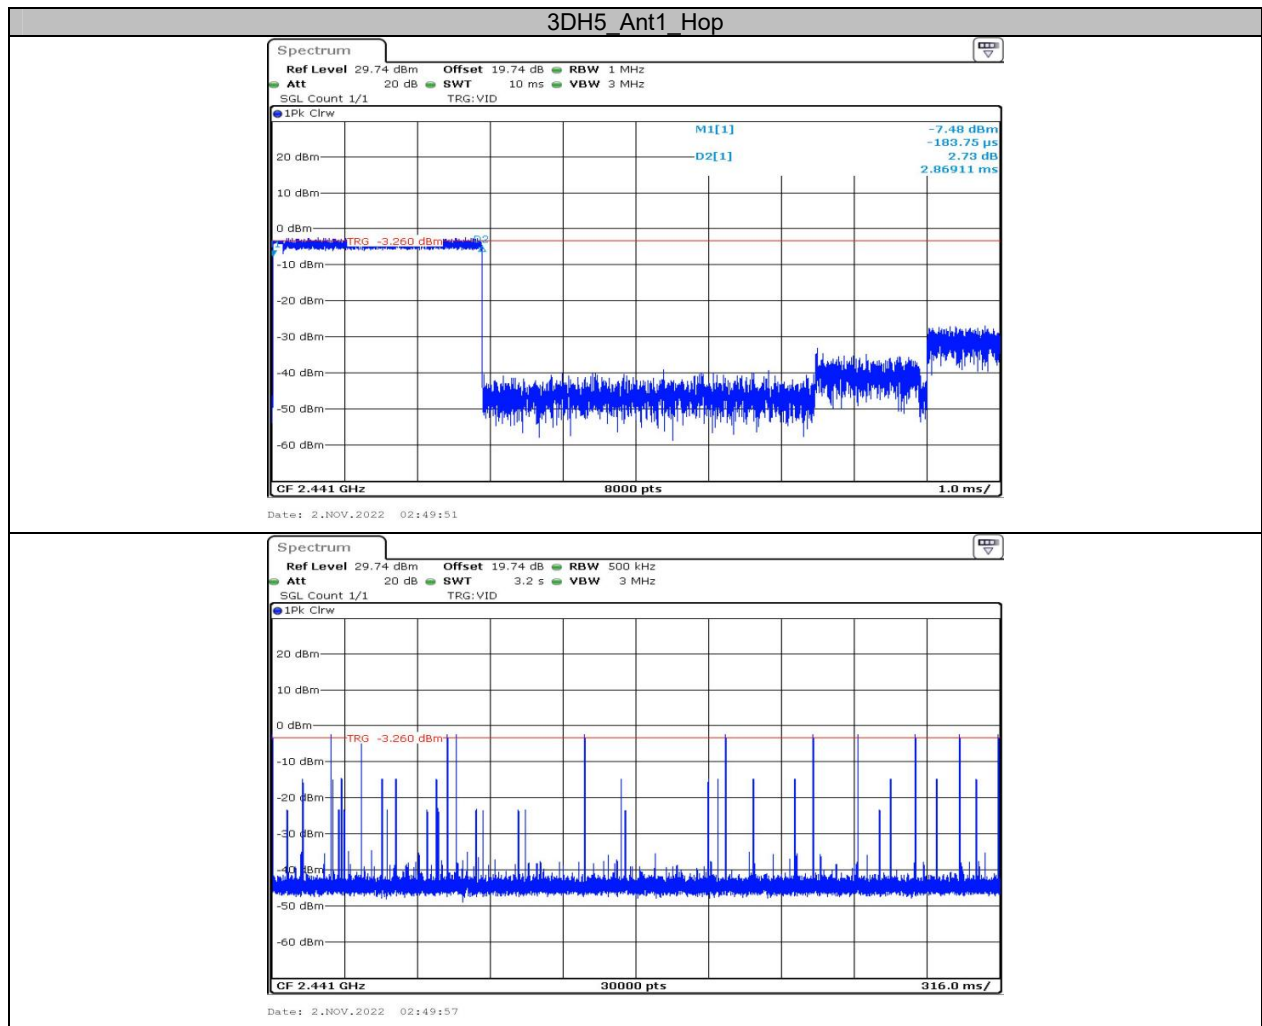 3DH5_Ant1_Hop
Spectrum
Ref Level 29.74 dBm Offset 19.74 dB RBW 1 MHz
Att 20 dB SWT 10 ms VBW 3 MHz
SGL Count 1/1 TRG:VID
1Pk Clrw
M1[1] -7.48 dBm
-183.75 µs
20 dBm D2[1] 2.73 dB
2.86911 ms
10 dBm
0 dBm
TRG -3.260 dBm D2
-10 dBm
-20 dBm
-30 dBm
-40 dBm
-50 dBm
-60 dBm
CF 2.441 GHz 8000 pts 1.0 ms/
Date: 2.NOV.2022 02:49:51
Spectrum
Ref Level 29.74 dBm Offset 19.74 dB RBW 500 kHz
Att 20 dB SWT 3.2 s VBW 3 MHz
SGL Count 1/1 TRG:VID
1Pk Clrw
20 dBm
10 dBm
0 dBm
TRG -3.260 dBm
-10 dBm
-20 dBm
-30 dBm
-40 dBm
-50 dBm
-60 dBm
CF 2.441 GHz 30000 pts 316.0 ms/
Date: 2.NOV.2022 02:49:57